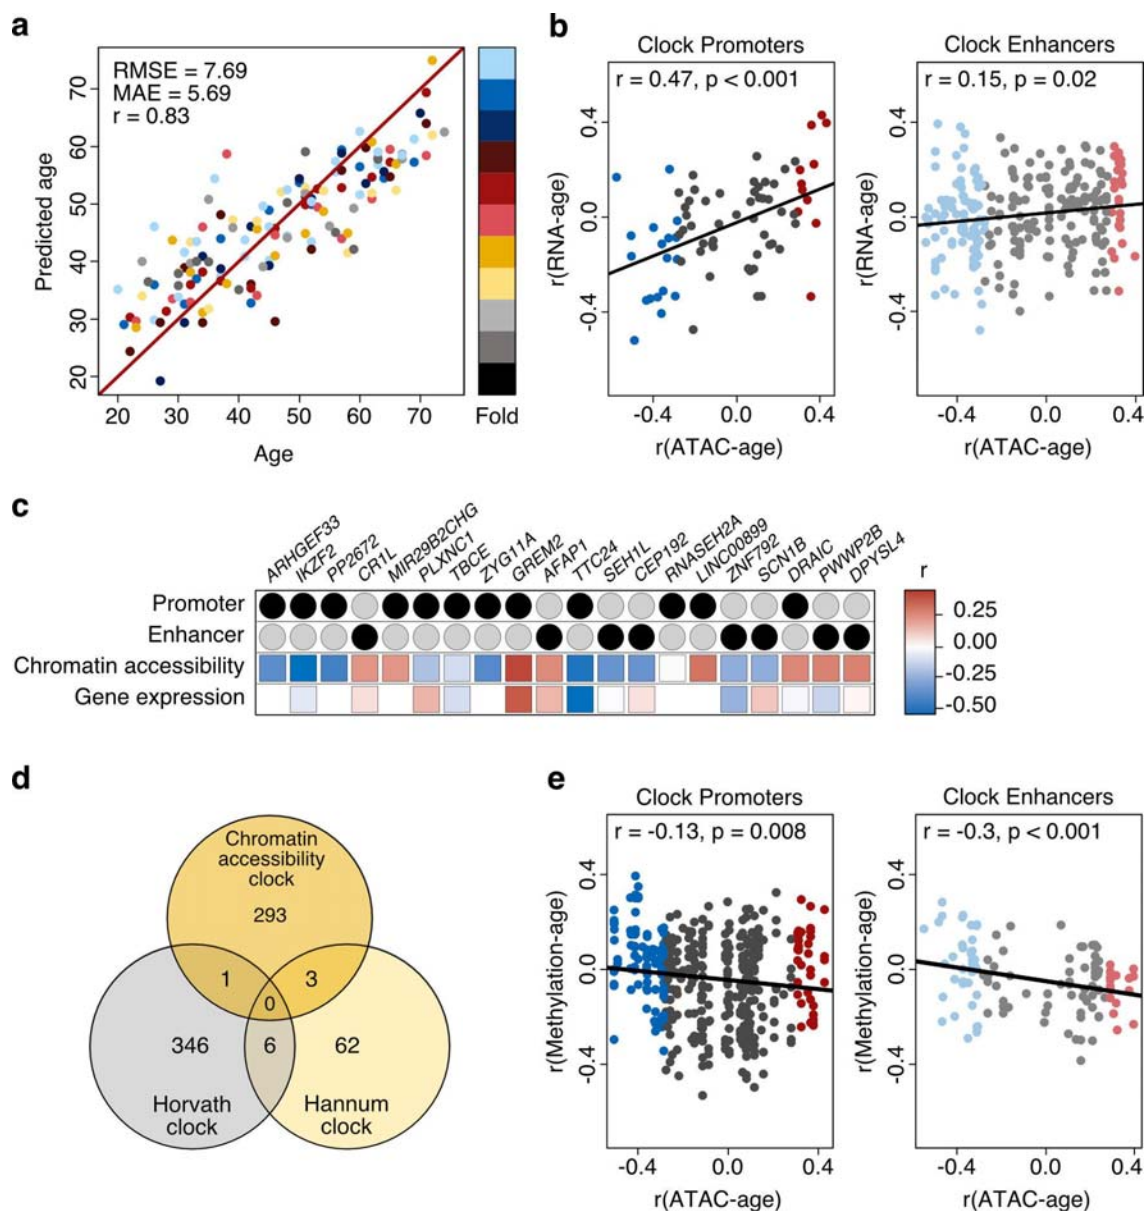 a
RMSE = 7.69
MAE = 5.69
r = 0.83
Predicted age
70
60
50
40
30
20
20 30 40 50 60 70
Age
Fold
b
Clock Promoters
r = 0.47, p < 0.001
r(RNA-age)
0.4
0.0
-0.4
-0.4 0.0 0.4
r(ATAC-age)
Clock Enhancers
r = 0.15, p = 0.02
r(RNA-age)
0.4
0.0
-0.4
-0.4 0.0 0.4
r(ATAC-age)
c
ARHGEF33
IKZF2
PP2672
CR1L
MIR29B2CHG
PLXNC1
TBCE
ZYG11A
GREM2
AFAP1
TTC24
SEH1L
CEP192
RNASEH2A
LINC00899
ZNF792
SCN1B
DRAIC
PWWP2B
DPYSL4
Promoter
Enhancer
Chromatin accessibility
Gene expression
r
0.25
0.00
-0.25
-0.50
d
Chromatin
accessibility
clock
293
1
3
0
346
6
62
Horvath
clock
Hannum
clock
e
Clock Promoters
r = -0.13, p = 0.008
r(Methylation-age)
0.4
0.0
-0.4
-0.4 0.0 0.4
r(ATAC-age)
Clock Enhancers
r = -0.3, p < 0.001
r(Methylation-age)
0.4
0.0
-0.4
-0.4 0.0 0.4
r(ATAC-age)